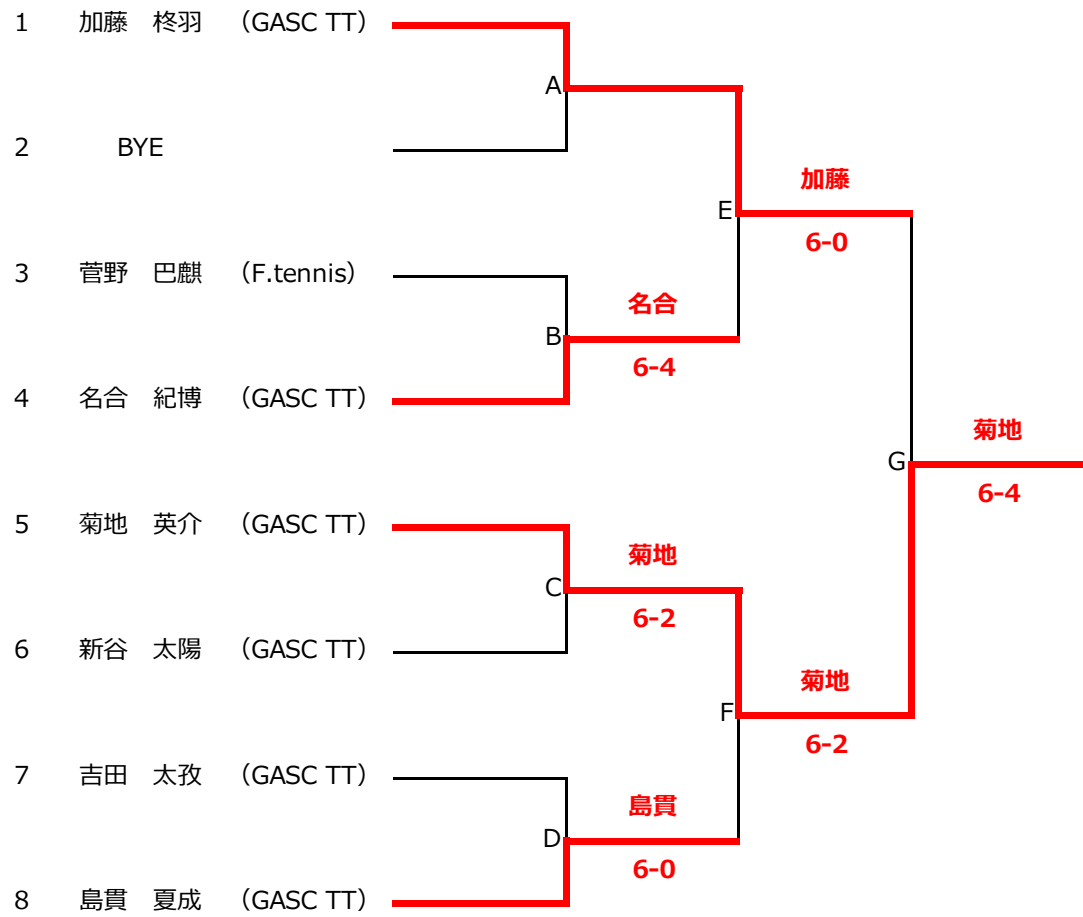 1 加藤 柊羽 （GASC TT）
A
2 BYE
加藤
E
6-0
3 菅野 巴麒 （F.tennis）
名合
B
6-4
4 名合 紀博 （GASC TT）
菊地
G
6-4
5 菊地 英介 （GASC TT）
菊地
C
6-2
6 新谷 太陽 （GASC TT）
菊地
F
6-2
7 吉田 太孜 （GASC TT）
島貫
D
6-0
8 島貫 夏成 （GASC TT）